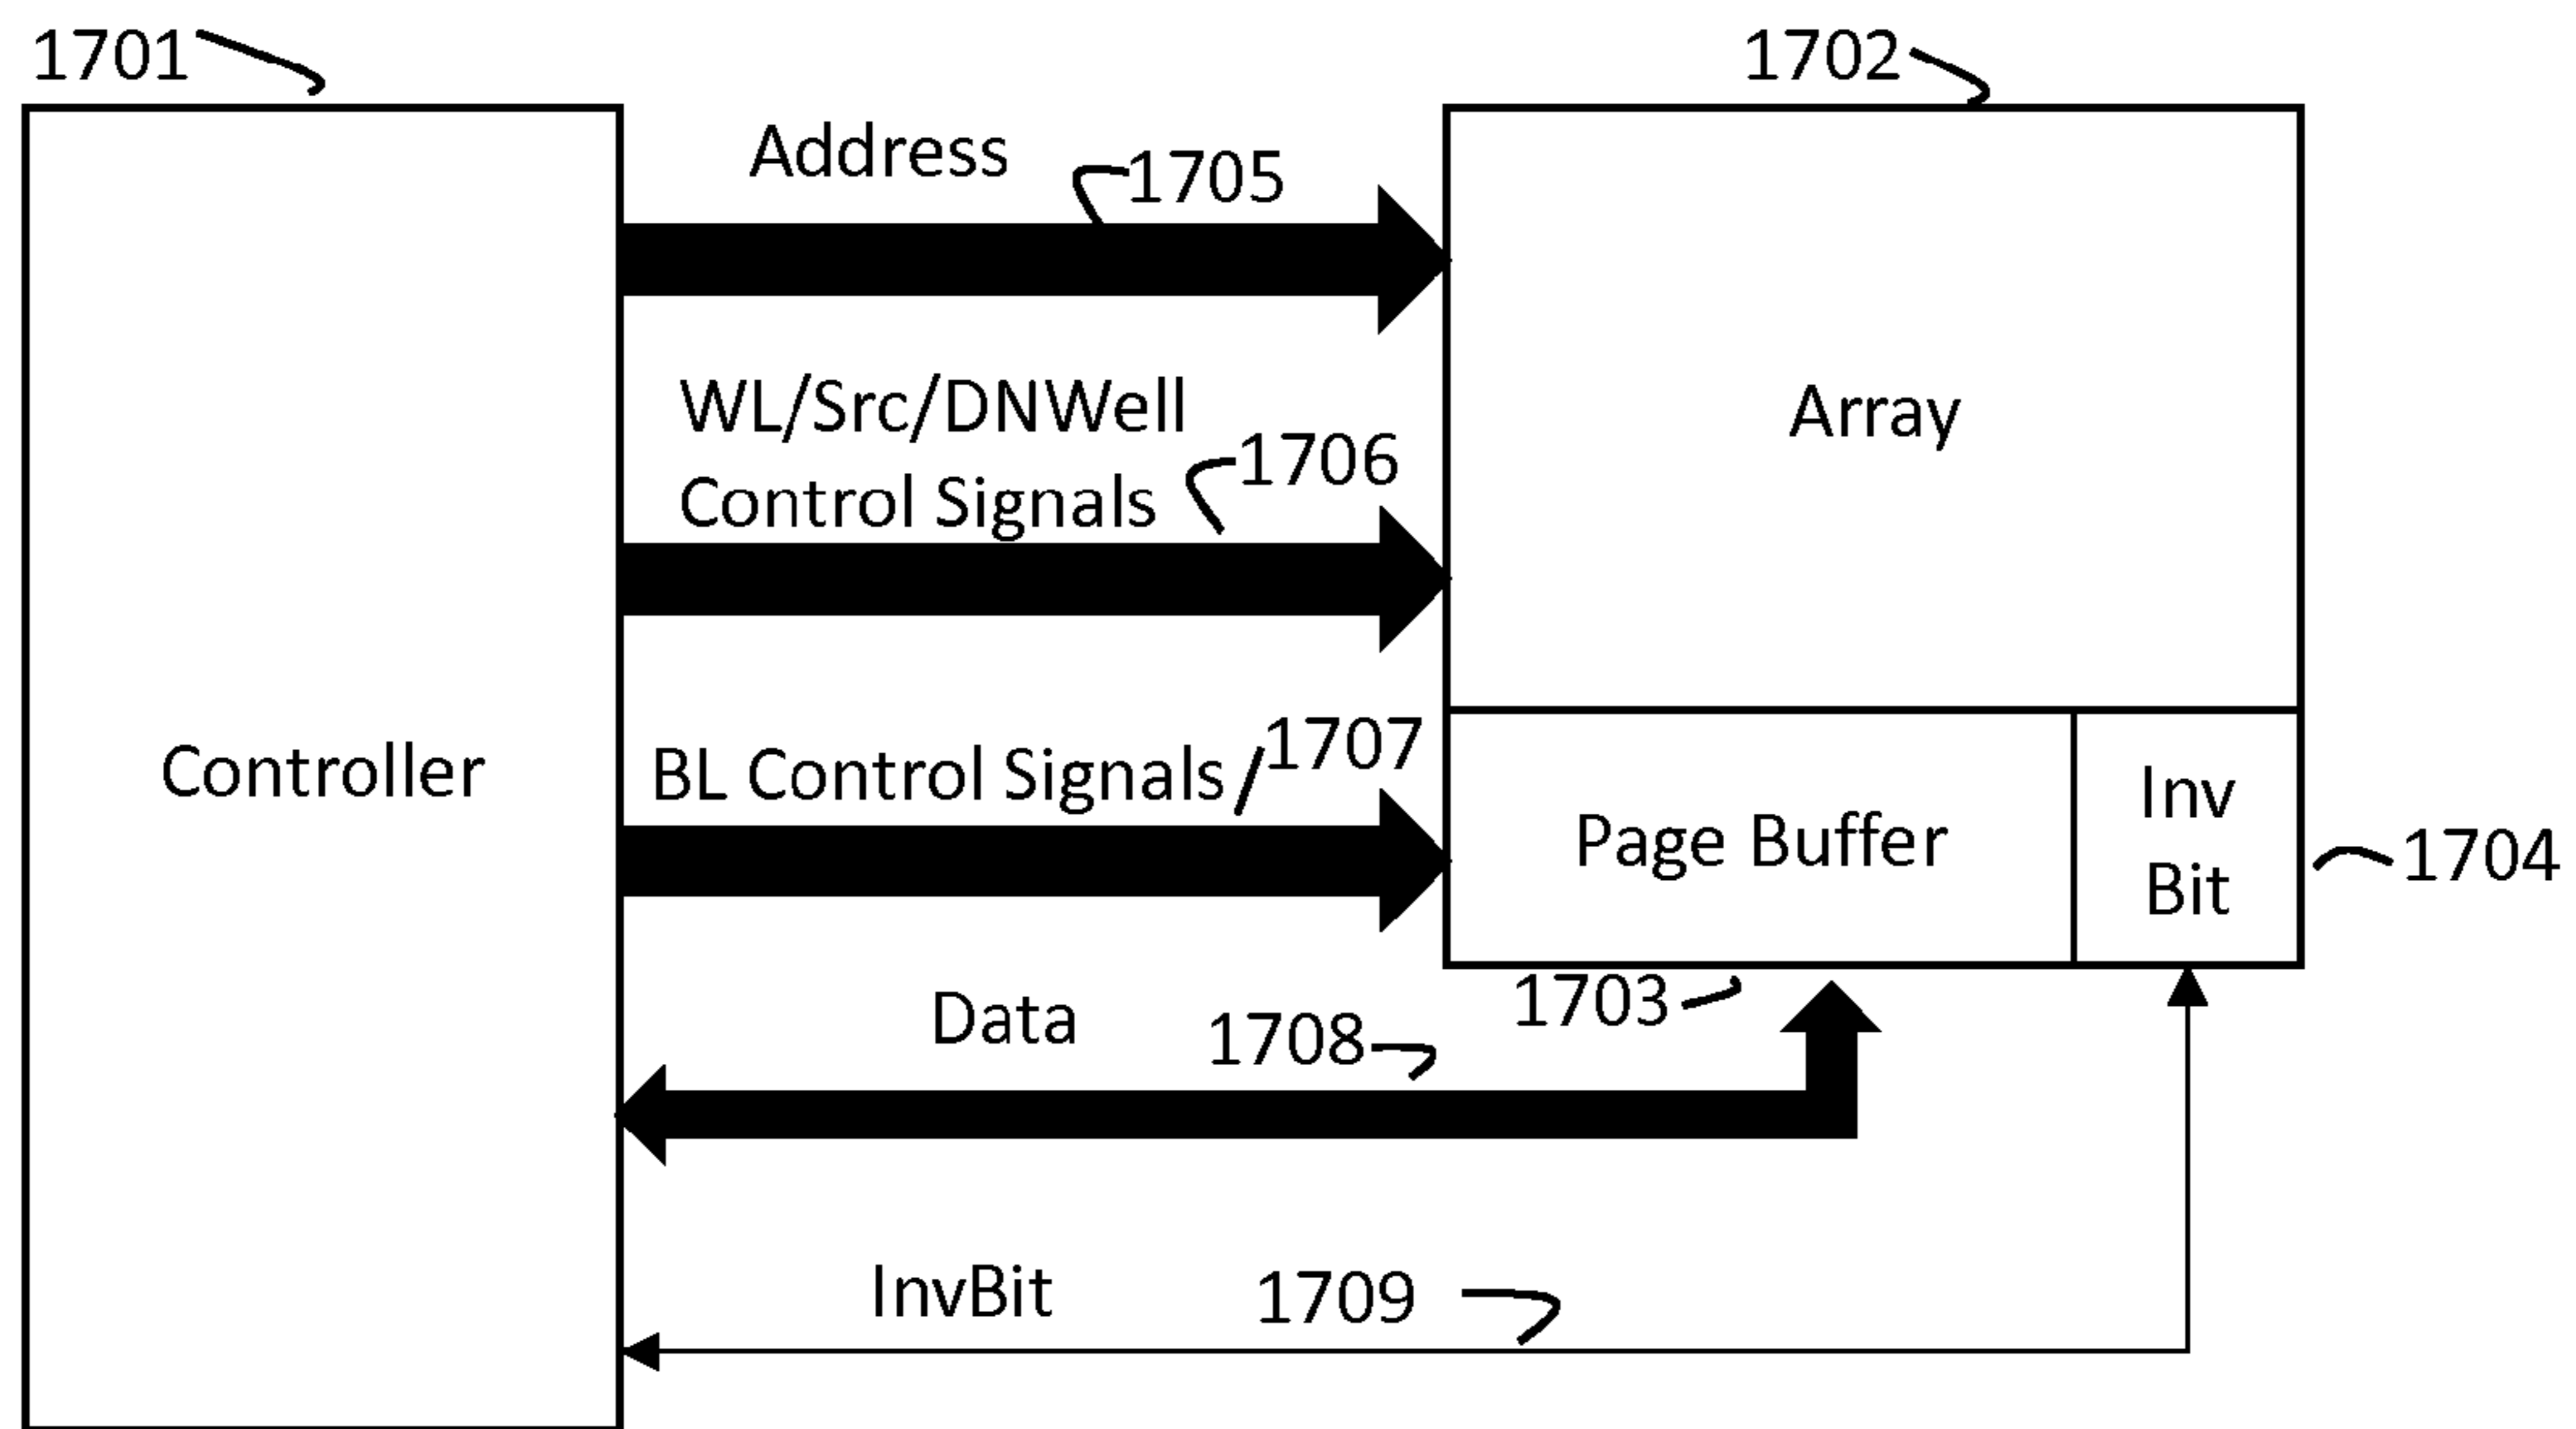 1701
1702
Address
1705
WL/Src/DNWell
Control Signals
1706
Array
BL Control Signals
1707
Controller
Page Buffer
Inv
Bit
1704
1703
Data
1708
InvBit
1709